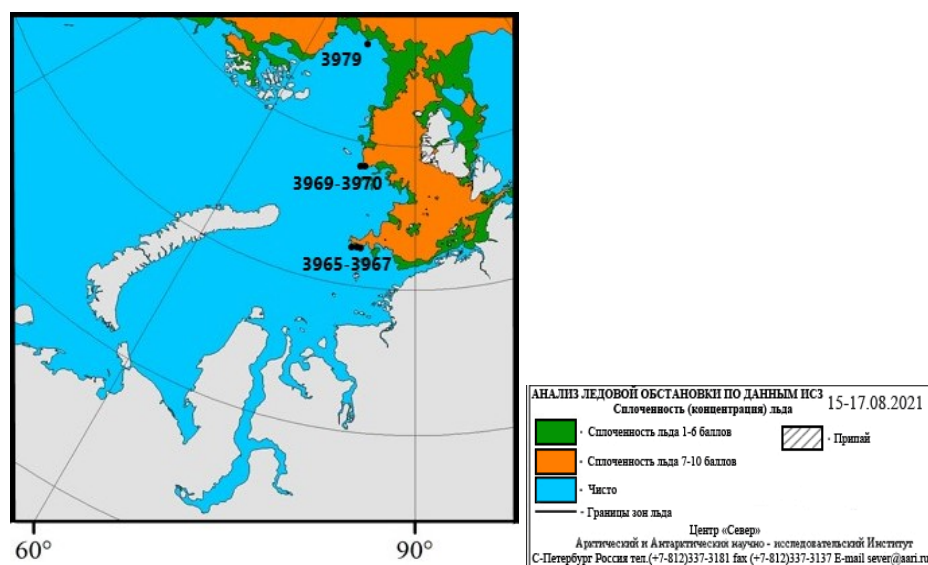 3979
3969-3970
3965-3967
60°
90°
АНАЛИЗ ЛЕДОВОЙ ОБСТАНОВКИ ПО ДАННЫМ ИСЗ
Сплоченность (концентрация) льда
15-17.08.2021
- Сплоченность льда 1-6 баллов
- Припай
- Сплоченность льда 7-10 баллов
- Чисто
- Границы зон льда
Центр «Север»
Арктический и Антарктический научно - исследовательский Институт
С-Петербург Россия тел.(+7-812)337-3181 fax (+7-812)337-3137 E-mail sever@aari.ru